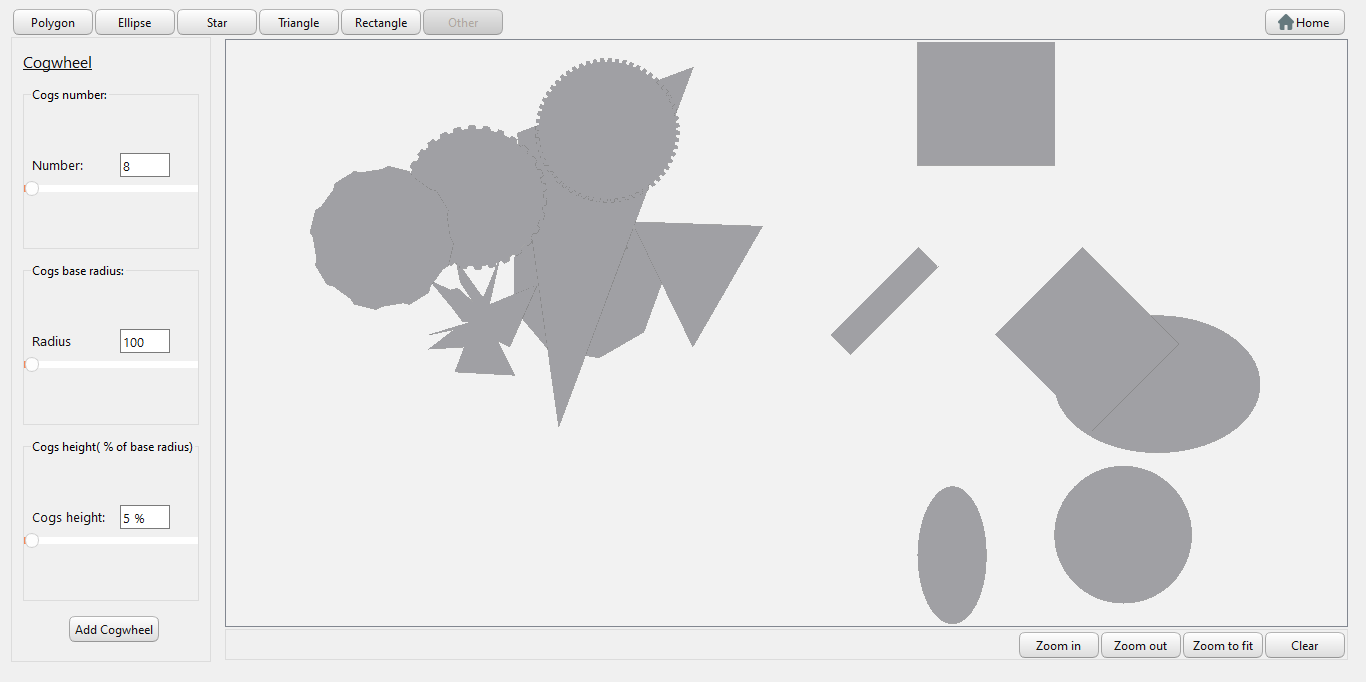 Polygon
Ellipse
Star
Triangle
Rectangle
Other
Home
Cogwheel
Cogs number:
Number:
8
Cogs base radius:
Radius
100
Cogs height( % of base radius)
Cogs height:
5 %
Add Cogwheel
Zoom in
Zoom out
Zoom to fit
Clear